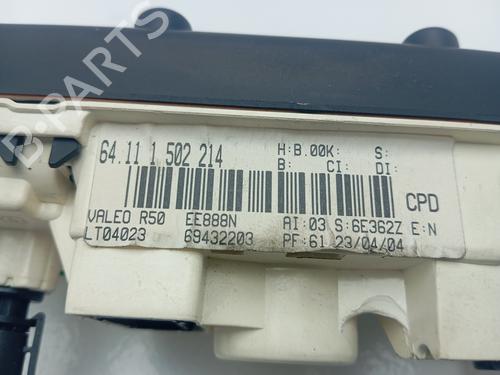 64.11 1 502 214 H:B.00K: S:
B: CI: DI:
CPD
VALEO R50 EE888N AI:03 S:6E362Z E:N
LT04023 69432203 PF:61 23/04/04
B-PARTS